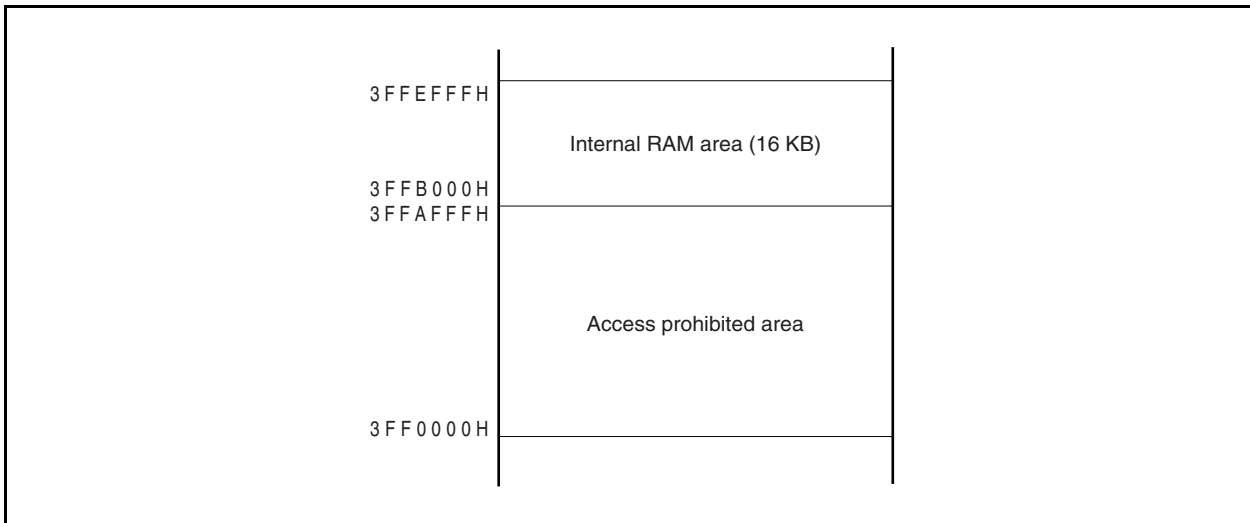 3FFEFFFH
Internal RAM area (16 KB)
3FFB000H
3FFAFFFH
Access prohibited area
3FF0000H